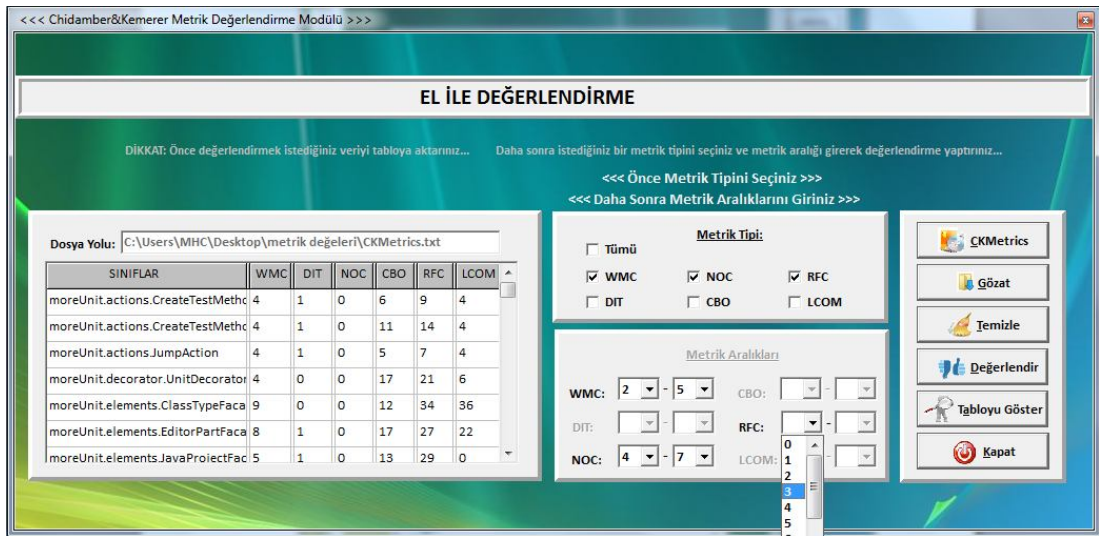 <<< Chidamber&Kemerer Metrik Değerlendirme Modülü >>>
EL İLE DEĞERLENDİRME
DİKKAT: Önce değerlendirmek istediğiniz veriyi tabloya aktarınız... Daha sonra istediğiniz bir metrik tipini seçiniz ve metrik aralığı girerek değerlendirme yaptırınız...
<<< Önce Metrik Tipini Seçiniz >>>
<<< Daha Sonra Metrik Aralıklarını Giriniz >>>
Dosya Yolu: C:\Users\MHC\Desktop\metrik değeleri\CKMetrics.txt
SINIFLAR WMC DIT NOC CBO RFC LCOM
moreUnit.actions.CreateTestMethc 4 1 0 6 9 4
moreUnit.actions.CreateTestMethc 4 1 0 11 14 4
moreUnit.actions.JumpAction 4 1 0 5 7 4
moreUnit.decorator.UnitDecorator 4 0 0 17 21 6
moreUnit.elements.ClassTypeFaca 9 0 0 12 34 36
moreUnit.elements.EditorPartFaca 8 1 0 17 27 22
moreUnit.elements.JavaProjectFac 5 1 0 13 29 0
Metrik Tipi:
Tümü
WMC NOC RFC
DIT CBO LCOM
Metrik Aralıkları
WMC: 2 - 5 CBO: -
DIT: - RFC: -
NOC: 4 - 7 LCOM: -
0
1
2
3
4
5
CKMetrics
Gözat
Temizle
Değerlendir
Tabloyu Göster
Kapat